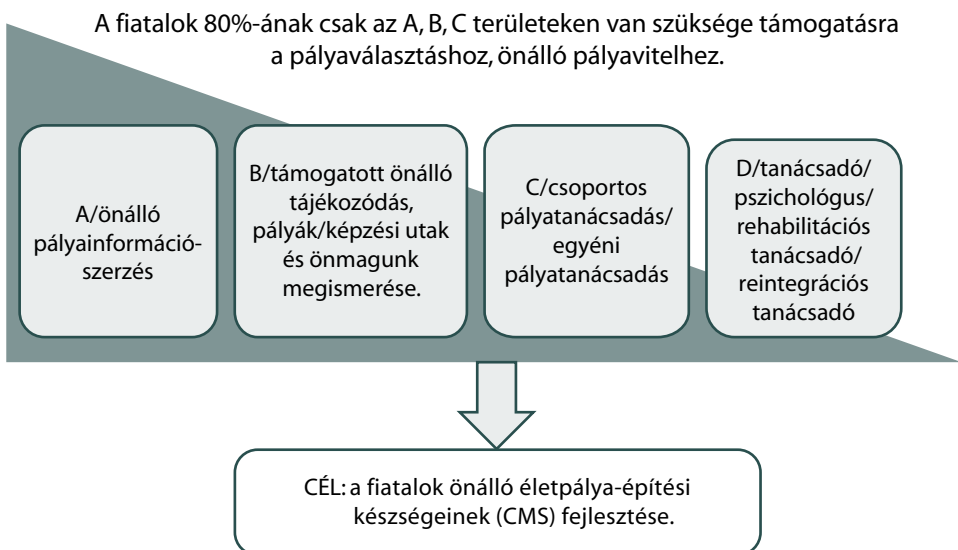 A fiatalok 80%-ának csak az A, B, C területeken van szüksége támogatásra
a pályaválasztáshoz, önálló pályavitelhez.
A/önálló
pályainformáció-
szerzés
B/támogatott önálló
tájékozódás,
pályák/képzési utak
és önmagunk
megismerése.
C/csoportos
pályatanácsadás/
egyéni
pályatanácsadás
D/tanácsadó/
pszichológus/
rehabilitációs
tanácsadó/
reintegrációs
tanácsadó
CÉL: a fiatalok önálló életpálya-építési
készségeinek (CMS) fejlesztése.